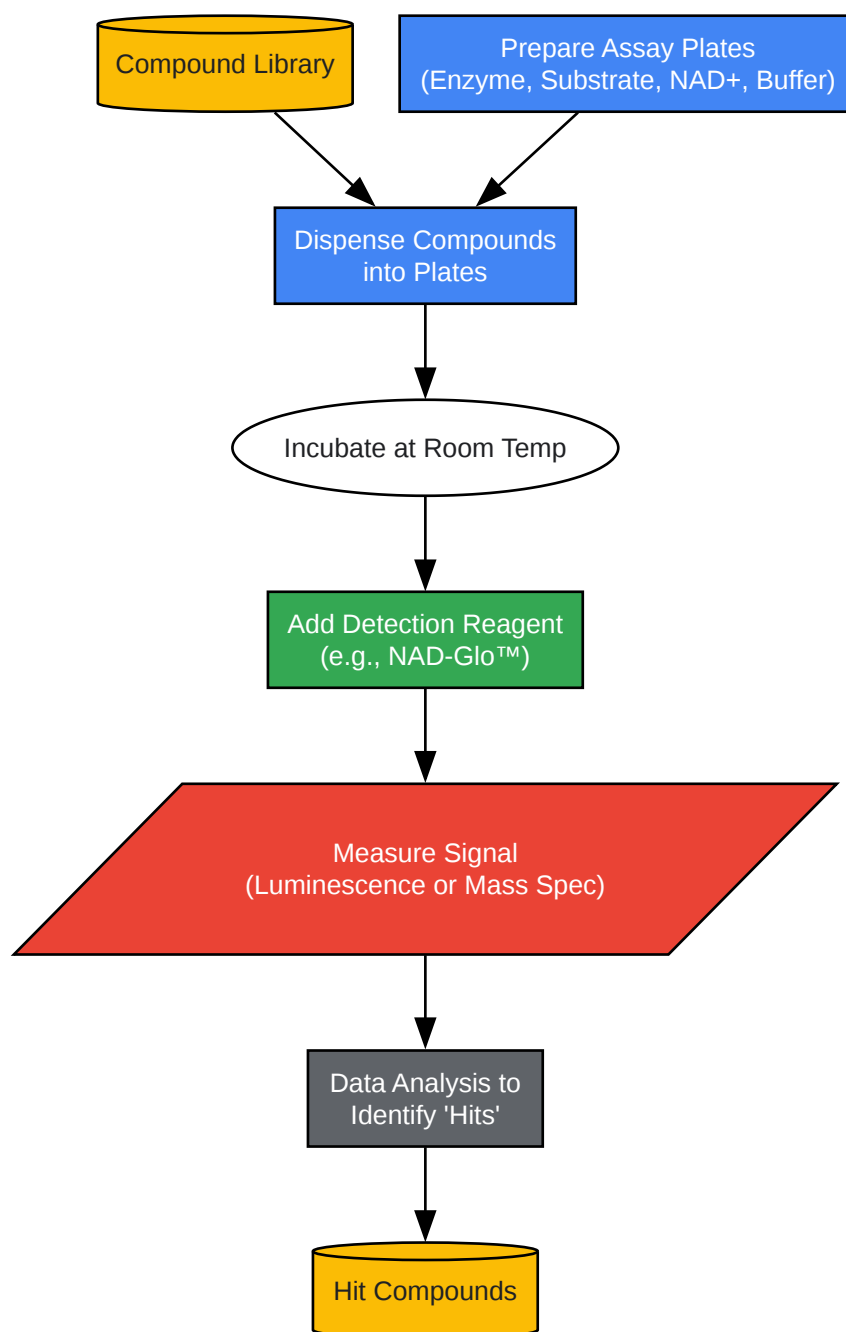 Compound Library
Prepare Assay Plates
(Enzyme, Substrate, NAD+, Buffer)
Dispense Compounds
into Plates
Incubate at Room Temp
Add Detection Reagent
(e.g., NAD-Glo™)
Measure Signal
(Luminescence or Mass Spec)
Data Analysis to
Identify 'Hits'
Hit Compounds